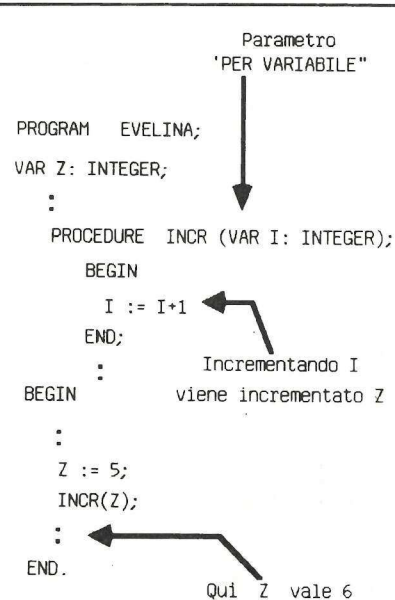 Parametro
'PER VARIABILE"
PROGRAM EVELINA;
VAR Z: INTEGER;
:
PROCEDURE INCR (VAR I: INTEGER);
BEGIN
I := I+1
END;
Incrementando I
:
BEGIN
viene incrementato Z
:
Z := 5;
INCR(Z);
:
END.
Qui Z vale 6